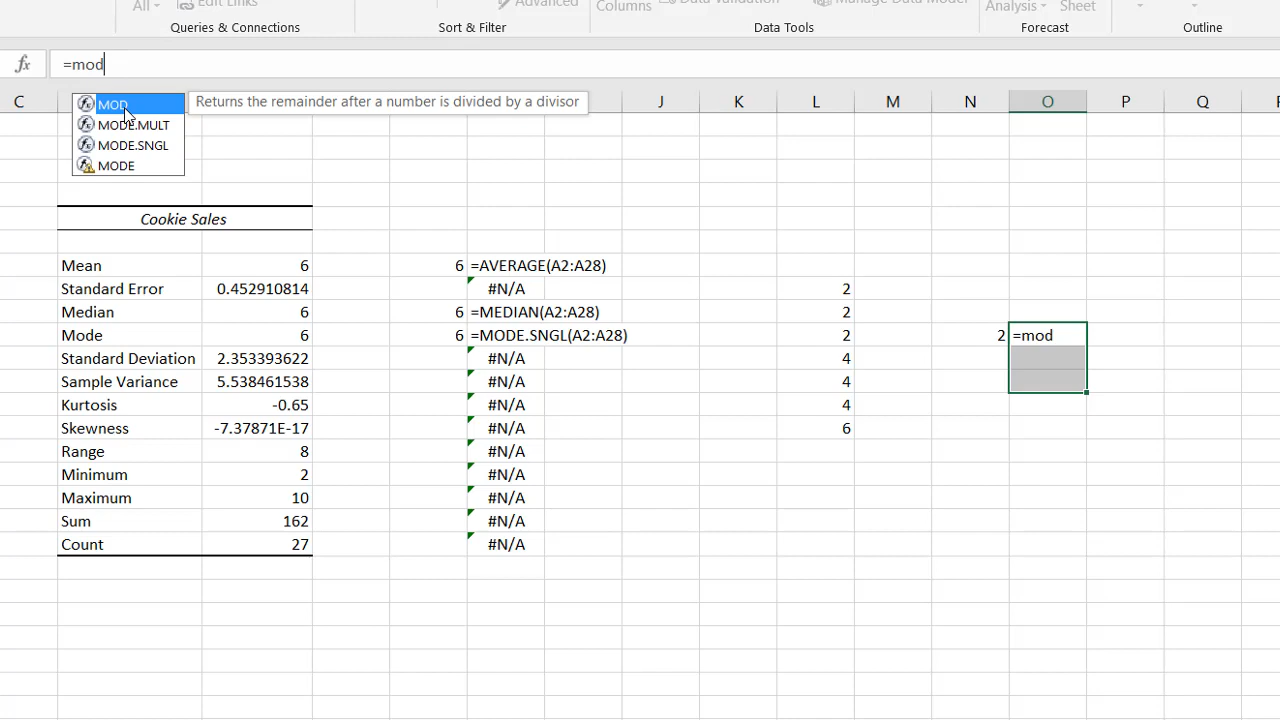 All
Edit Links
Advanced
Columns
Data Validation
Manage Data Model
Analysis
Sheet
Queries & Connections
Sort & Filter
Data Tools
Forecast
Outline
fx
=mod
C
J
K
L
M
N
O
P
Q
MOD
Returns the remainder after a number is divided by a divisor
MODE.MULT
MODE.SNGL
MODE
Cookie Sales
Mean 6 6 =AVERAGE(A2:A28)
Standard Error 0.452910814 #N/A 2
Median 6 6 =MEDIAN(A2:A28) 2
Mode 6 6 =MODE.SNGL(A2:A28) 2 2 =mod
Standard Deviation 2.353393622 #N/A 4
Sample Variance 5.538461538 #N/A 4
Kurtosis -0.65 #N/A 4
Skewness -7.37871E-17 #N/A 6
Range 8 #N/A
Minimum 2 #N/A
Maximum 10 #N/A
Sum 162 #N/A
Count 27 #N/A